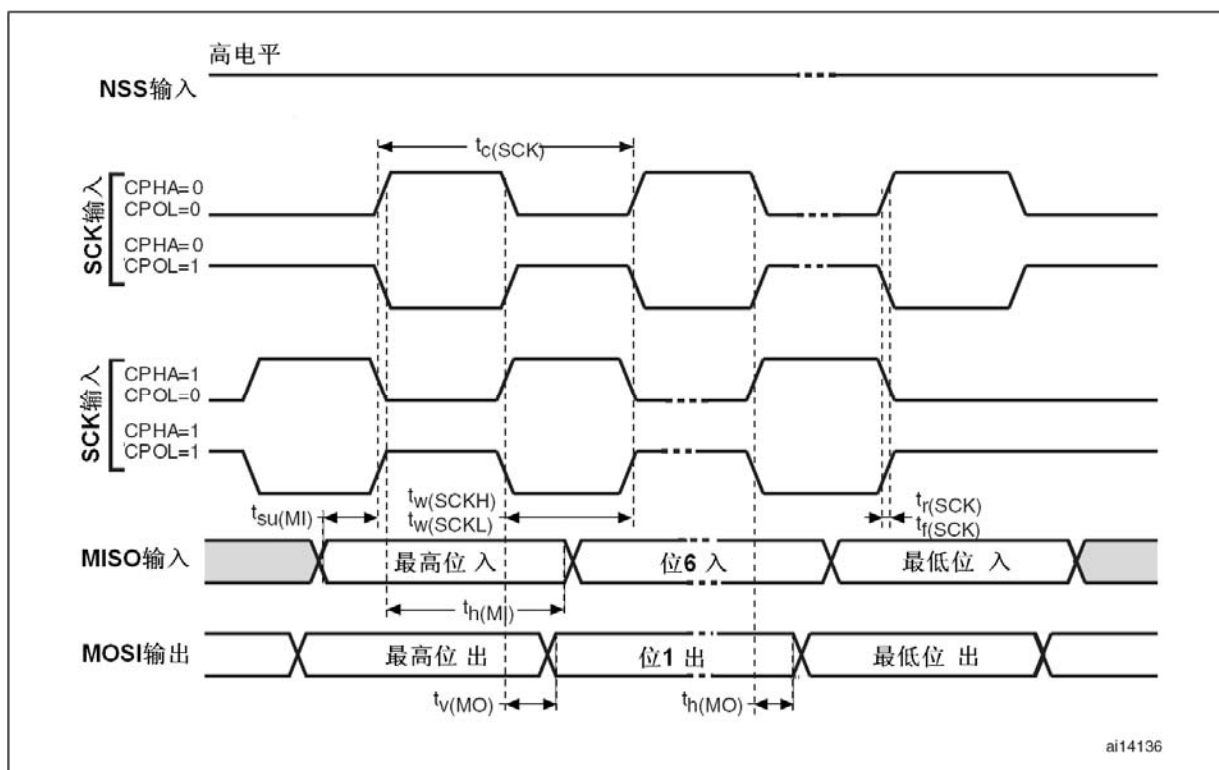 高电平
NSS输入
tc(SCK)
SCK输入
CPHA=0
CPOL=0
CPHA=0
CPOL=1
SCK输入
CPHA=1
CPOL=0
CPHA=1
CPOL=1
tsu(MI)
tw(SCKH)
tw(SCKL)
tr(SCK)
tf(SCK)
MISO输入
最高位 入
位6 入
最低位 入
th(MI)
MOSI输出
最高位 出
位1 出
最低位 出
tv(MO)
th(MO)
ai14136